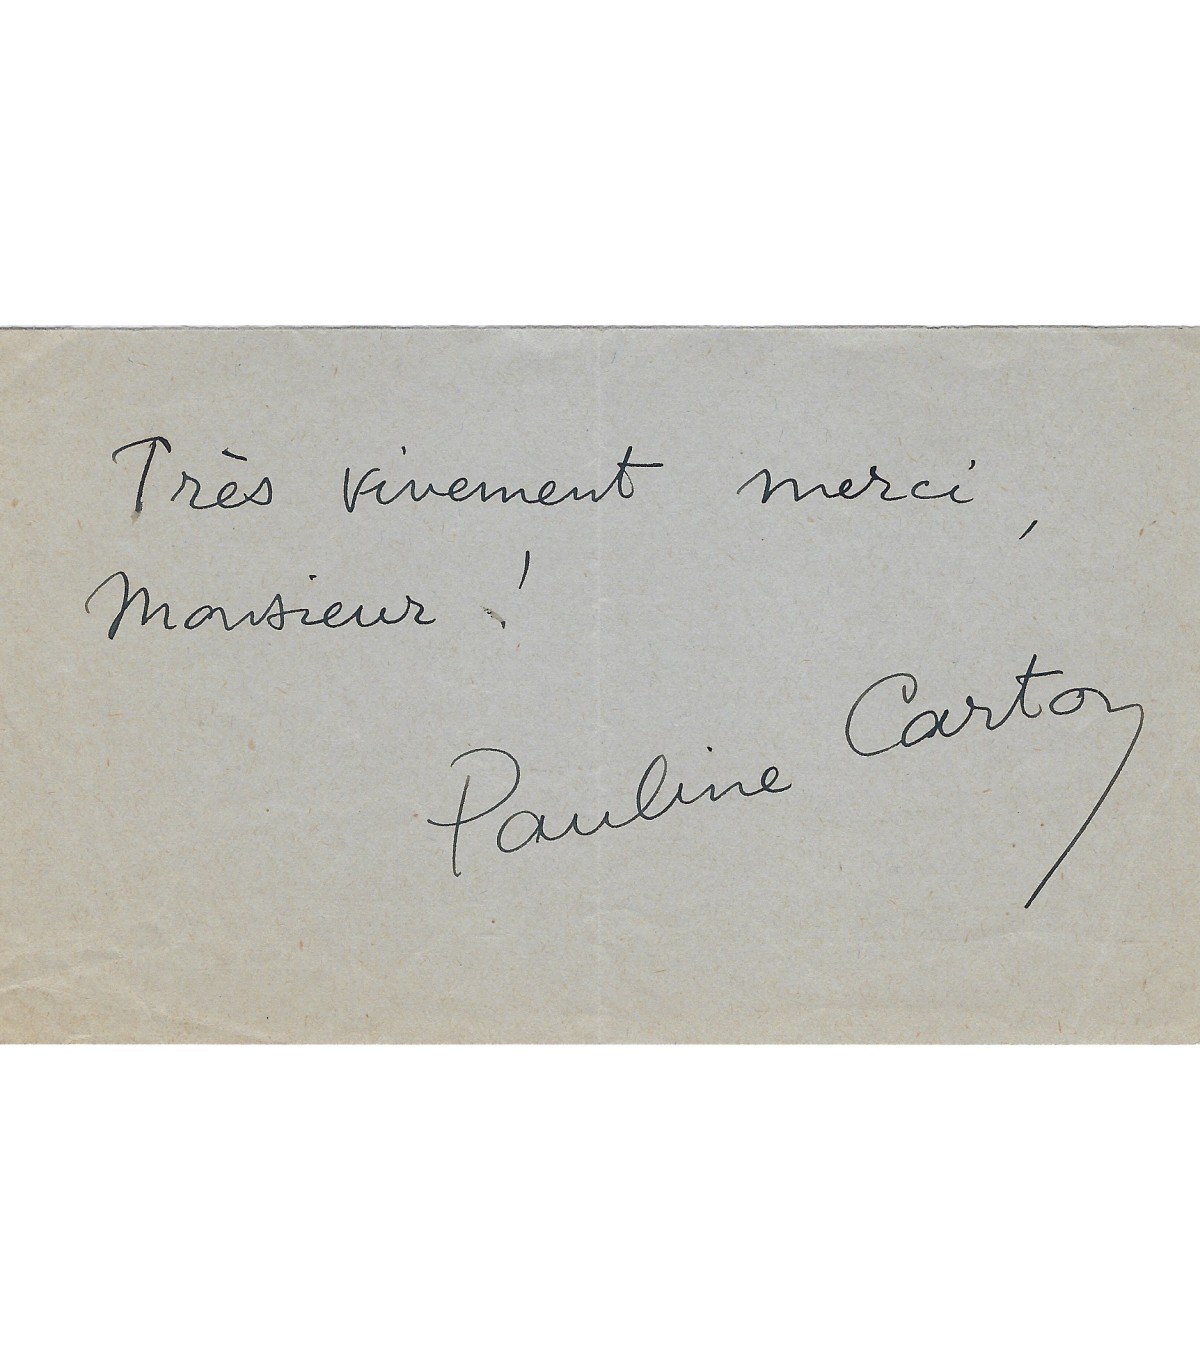 Très vivement merci,
Monsieur !
Pauline Carton